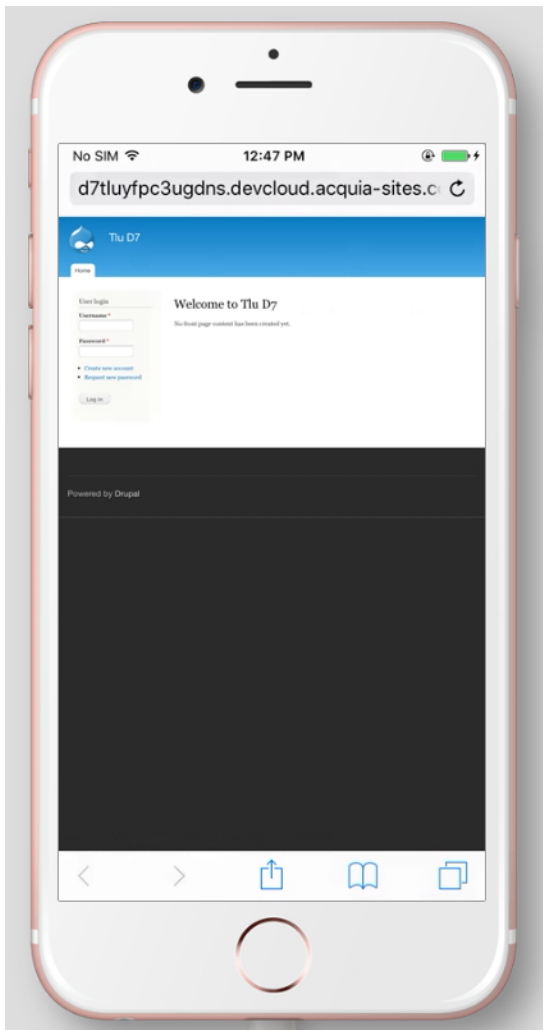 No SIM 12:47 PM
d7tluyfpc3ugdns.devcloud.acquia-sites.c
Tlu D7
Home
User login
Username *
Password *
Create new account
Request new password
Log in
Welcome to Tlu D7
No front page content has been created yet.
Powered by Drupal